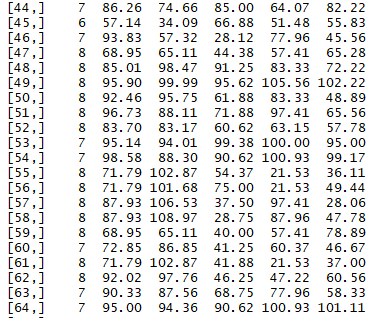 [44,] 7 86.26 74.66 85.00 64.07 82.22
[45,] 6 57.14 34.09 66.88 51.48 55.83
[46,] 7 93.83 57.32 28.12 77.96 45.56
[47,] 8 68.95 65.11 44.38 57.41 65.28
[48,] 8 85.01 98.47 91.25 83.33 72.22
[49,] 8 95.90 99.99 95.62 105.56 102.22
[50,] 8 92.46 95.75 61.88 83.33 48.89
[51,] 8 96.73 88.11 71.88 97.41 65.56
[52,] 8 83.70 83.17 60.62 63.15 57.78
[53,] 7 95.14 94.01 99.38 100.00 95.00
[54,] 7 98.58 88.30 90.62 100.93 99.17
[55,] 8 71.79 102.87 54.37 21.53 36.11
[56,] 8 71.79 101.68 75.00 21.53 49.44
[57,] 8 87.93 106.53 37.50 97.41 28.06
[58,] 8 87.93 108.97 28.75 87.96 47.78
[59,] 8 68.95 65.11 40.00 57.41 78.89
[60,] 7 72.85 86.85 41.25 60.37 46.67
[61,] 8 71.79 102.87 41.88 21.53 37.00
[62,] 8 92.02 97.76 46.25 47.22 60.56
[63,] 7 90.33 87.56 68.75 77.96 58.33
[64,] 7 95.00 94.36 90.62 100.93 101.11